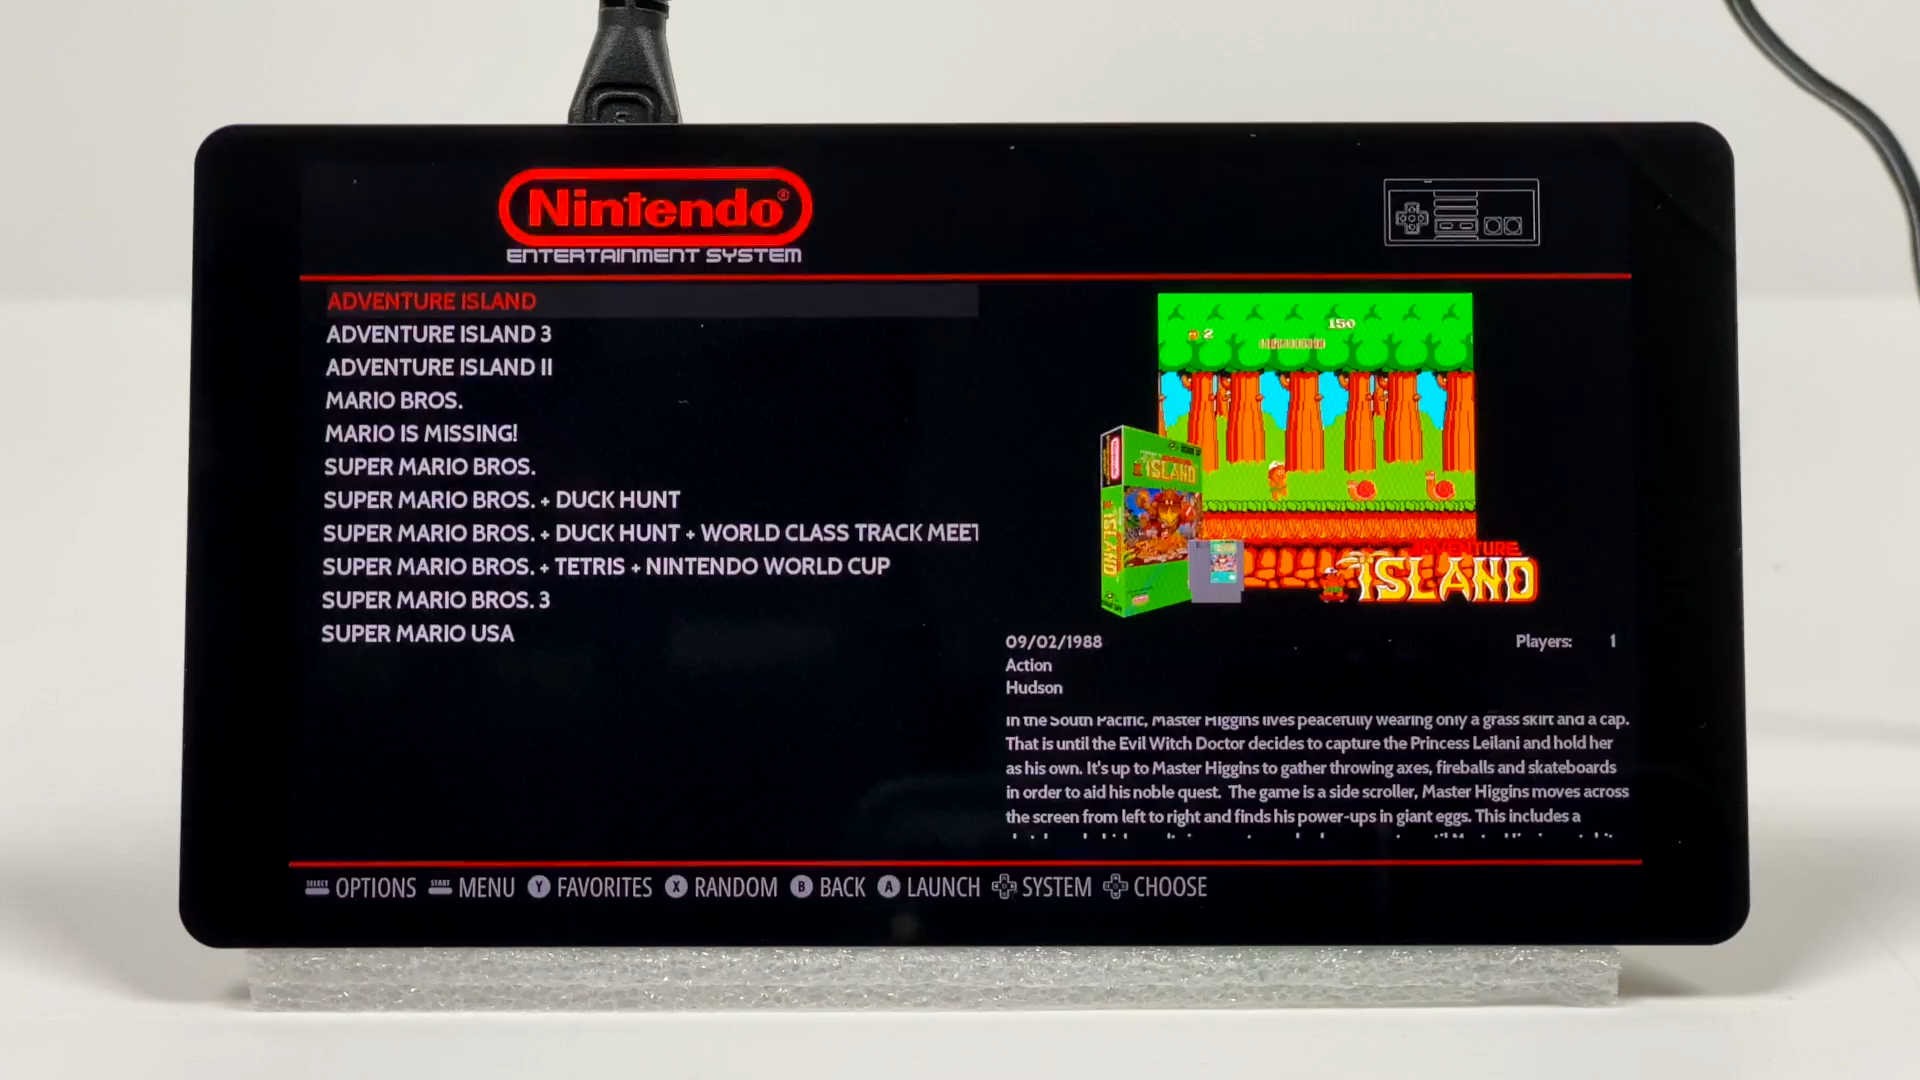 Nintendo®
ENTERTAINMENT SYSTEM
ADVENTURE ISLAND
ADVENTURE ISLAND 3
ADVENTURE ISLAND II
MARIO BROS.
MARIO IS MISSING!
SUPER MARIO BROS.
SUPER MARIO BROS. + DUCK HUNT
SUPER MARIO BROS. + DUCK HUNT + WORLD CLASS TRACK MEET
SUPER MARIO BROS. + TETRIS + NINTENDO WORLD CUP
SUPER MARIO BROS. 3
SUPER MARIO USA
2
150
ISLAND
ISLAND
ADVENTURE
ISLAND
09/02/1988
Players: 1
Action
Hudson
In the South Pacific, Master Higgins lives peacefully wearing only a grass skirt and a cap.
That is until the Evil Witch Doctor decides to capture the Princess Leilani and hold her
as his own. It's up to Master Higgins to gather throwing axes, fireballs and skateboards
in order to aid his noble quest. The game is a side scroller, Master Higgins moves across
the screen from left to right and finds his power-ups in giant eggs. This includes a
SELECT OPTIONS START MENU Y FAVORITES X RANDOM B BACK A LAUNCH SYSTEM CHOOSE